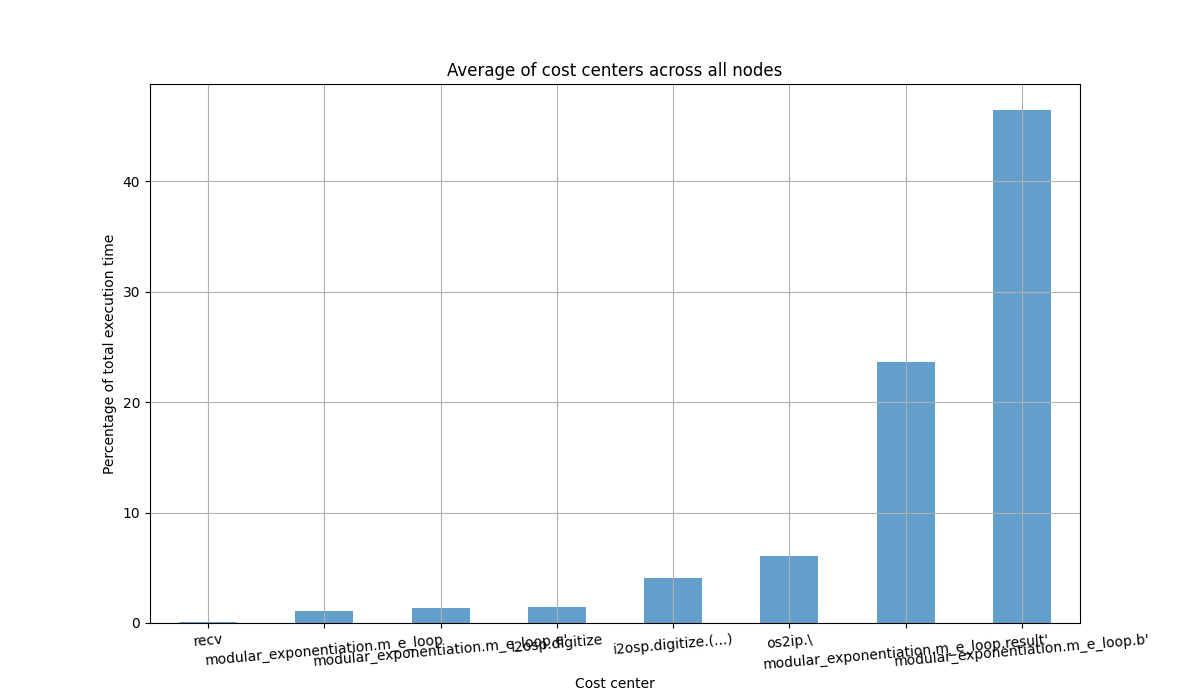 Average of cost centers across all nodes
Percentage of total execution time
40
30
20
10
0
recv
modular_exponentiation.m_e_loop
modular_exponentiation.m_e_loop.e'
i2osp.digitize
i2osp.digitize.(...)
os2ip.\
modular_exponentiation.m_e_loop.result'
modular_exponentiation.m_e_loop.b'
Cost center